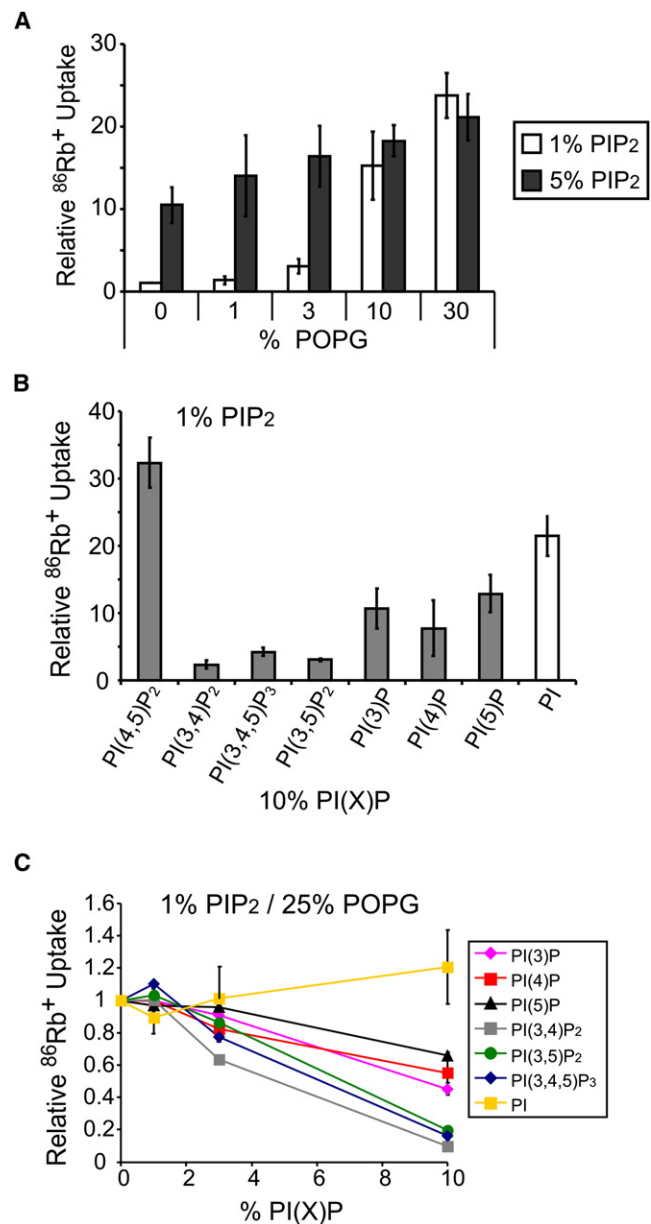 A
Relative ⁸⁶Rb⁺ Uptake
30
20
10
0
0 1 3 10 30
% POPG
1% PIP₂
5% PIP₂
B
1% PIP₂
Relative ⁸⁶Rb⁺ Uptake
40
30
20
10
0
PI(4,5)P₂ PI(3,4)P₂ PI(3,4,5)P₃ PI(3,5)P₂ PI(3)P PI(4)P PI(5)P PI
10% PI(X)P
C
1% PIP₂ / 25% POPG
Relative ⁸⁶Rb⁺ Uptake
1.6
1.4
1.2
1
0.8
0.6
0.4
0.2
0
0 2 4 6 8 10
% PI(X)P
PI(3)P
PI(4)P
PI(5)P
PI(3,4)P₂
PI(3,5)P₂
PI(3,4,5)P₃
PI